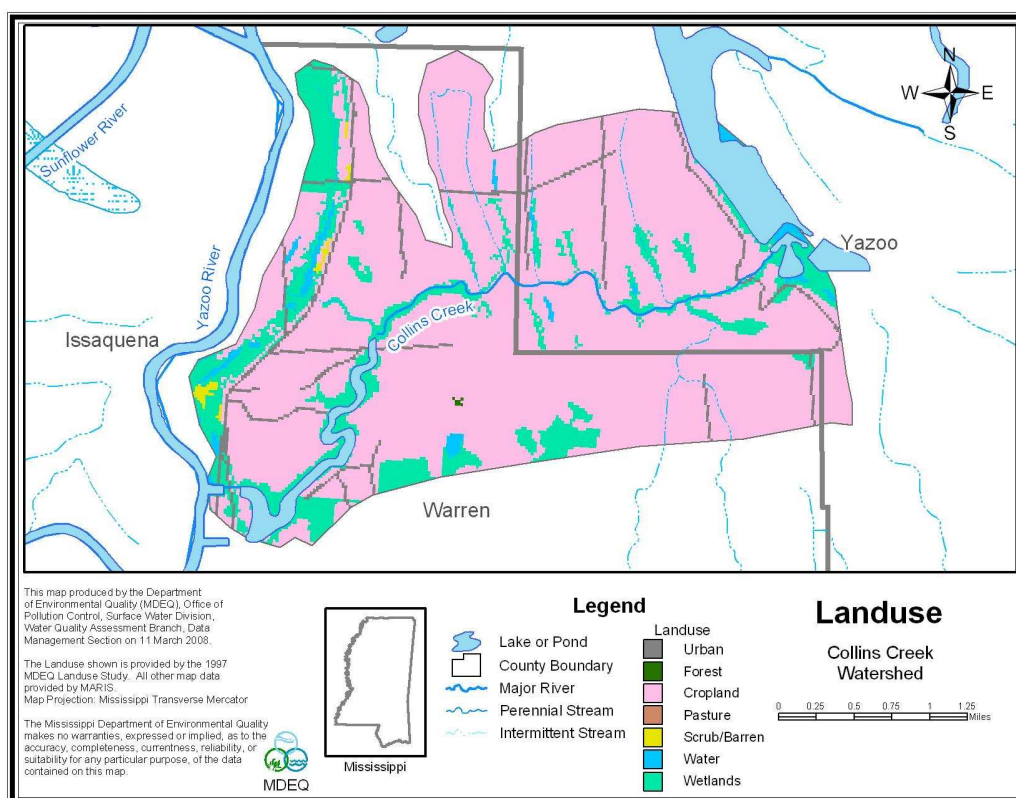 N
W E
S
Sunflower River
Yazoo River
Yazoo
Issaquena
Collins Creek
Warren
This map produced by the Department
of Environmental Quality (MDEQ), Office of
Pollution Control, Surface Water Division,
Water Quality Assessment Branch, Data
Management Section on 11 March 2008.
The Landuse shown is provided by the 1997
MDEQ Landuse Study. All other map data
provided by MARIS.
Map Projection: Mississippi Transverse Mercator
The Mississippi Department of Environmental Quality
makes no warranties, expressed or implied, as to the
accuracy, completeness, currentness, reliability, or
suitability for any particular purpose, of the data
contained on this map.
MDEQ
Mississippi
Legend
Lake or Pond
County Boundary
Major River
Perennial Stream
Intermittent Stream
Landuse
Urban
Forest
Cropland
Pasture
Scrub/Barren
Water
Wetlands
Landuse
Collins Creek
Watershed
0 0.25 0.5 0.75 1 1.25
Miles